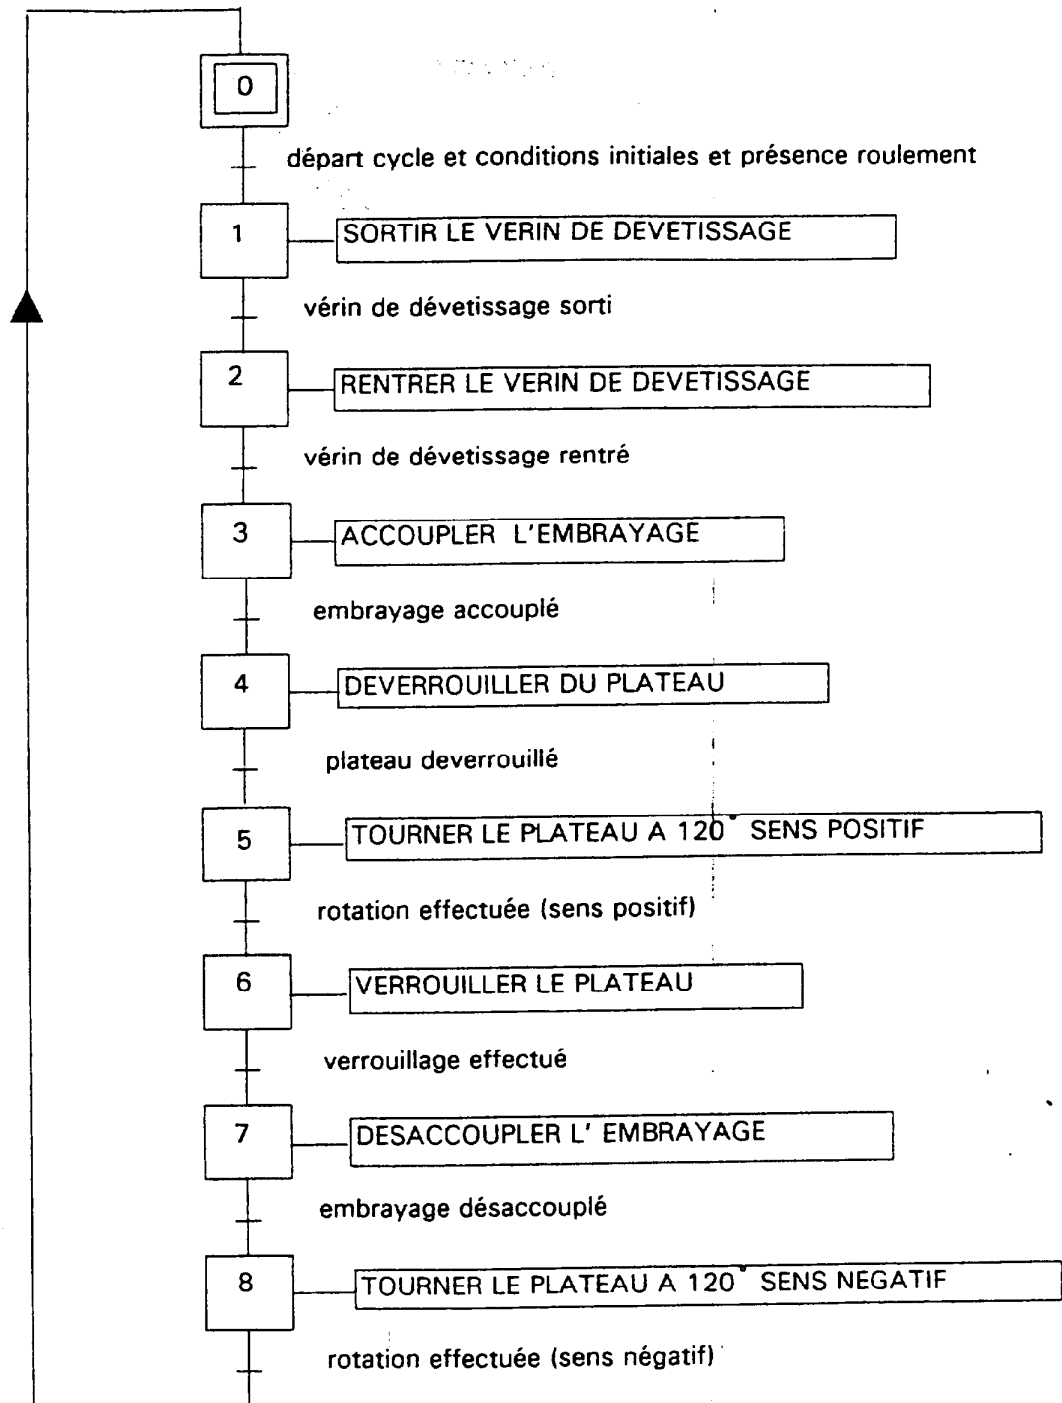 0
départ cycle et conditions initiales et présence roulement
1
SORTIR LE VERIN DE DEVETISSAGE
vérin de dévetissage sorti
2
RENTRER LE VERIN DE DEVETISSAGE
vérin de dévetissage rentré
3
ACCOUPLER L'EMBRAYAGE
embrayage accouplé
4
DEVERROUILLER DU PLATEAU
plateau deverrouillé
5
TOURNER LE PLATEAU A 120° SENS POSITIF
rotation effectuée (sens positif)
6
VERROUILLER LE PLATEAU
verrouillage effectué
7
DESACCOUPLER L' EMBRAYAGE
embrayage désaccouplé
8
TOURNER LE PLATEAU A 120° SENS NEGATIF
rotation effectuée (sens négatif)